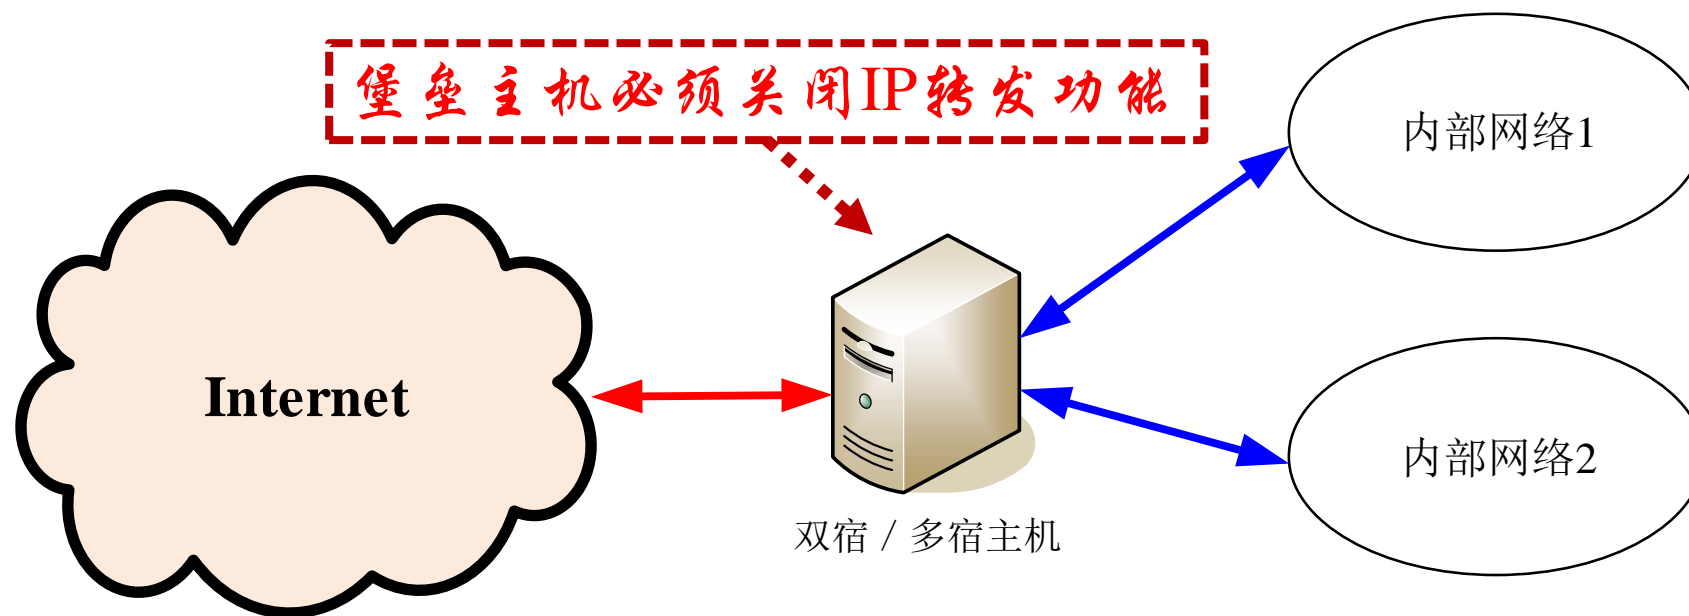 堡垒主机必须关闭IP转发功能
内部网络1
Internet
内部网络2
双宿 / 多宿主机